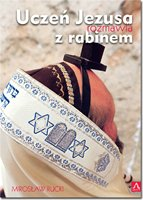 Uczeń Jezusa
rozmawia
z rabinem
MIROSŁAW RUCKI
A